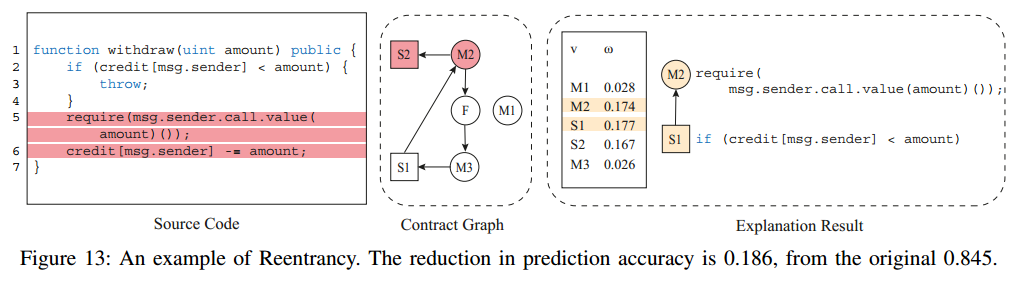 1 function withdraw(uint amount) public {
2 if (credit[msg.sender] < amount) {
3 throw;
4 }
5 require(msg.sender.call.value(
amount)());
6 credit[msg.sender] -= amount;
7 }
Source Code
S2 M2
F M1
S1 M3
Contract Graph
v ω
M1 0.028
M2 0.174
S1 0.177
S2 0.167
M3 0.026
M2 require(
msg.sender.call.value(amount)());
S1 if (credit[msg.sender] < amount)
Explanation Result
Figure 13: An example of Reentrancy. The reduction in prediction accuracy is 0.186, from the original 0.845.